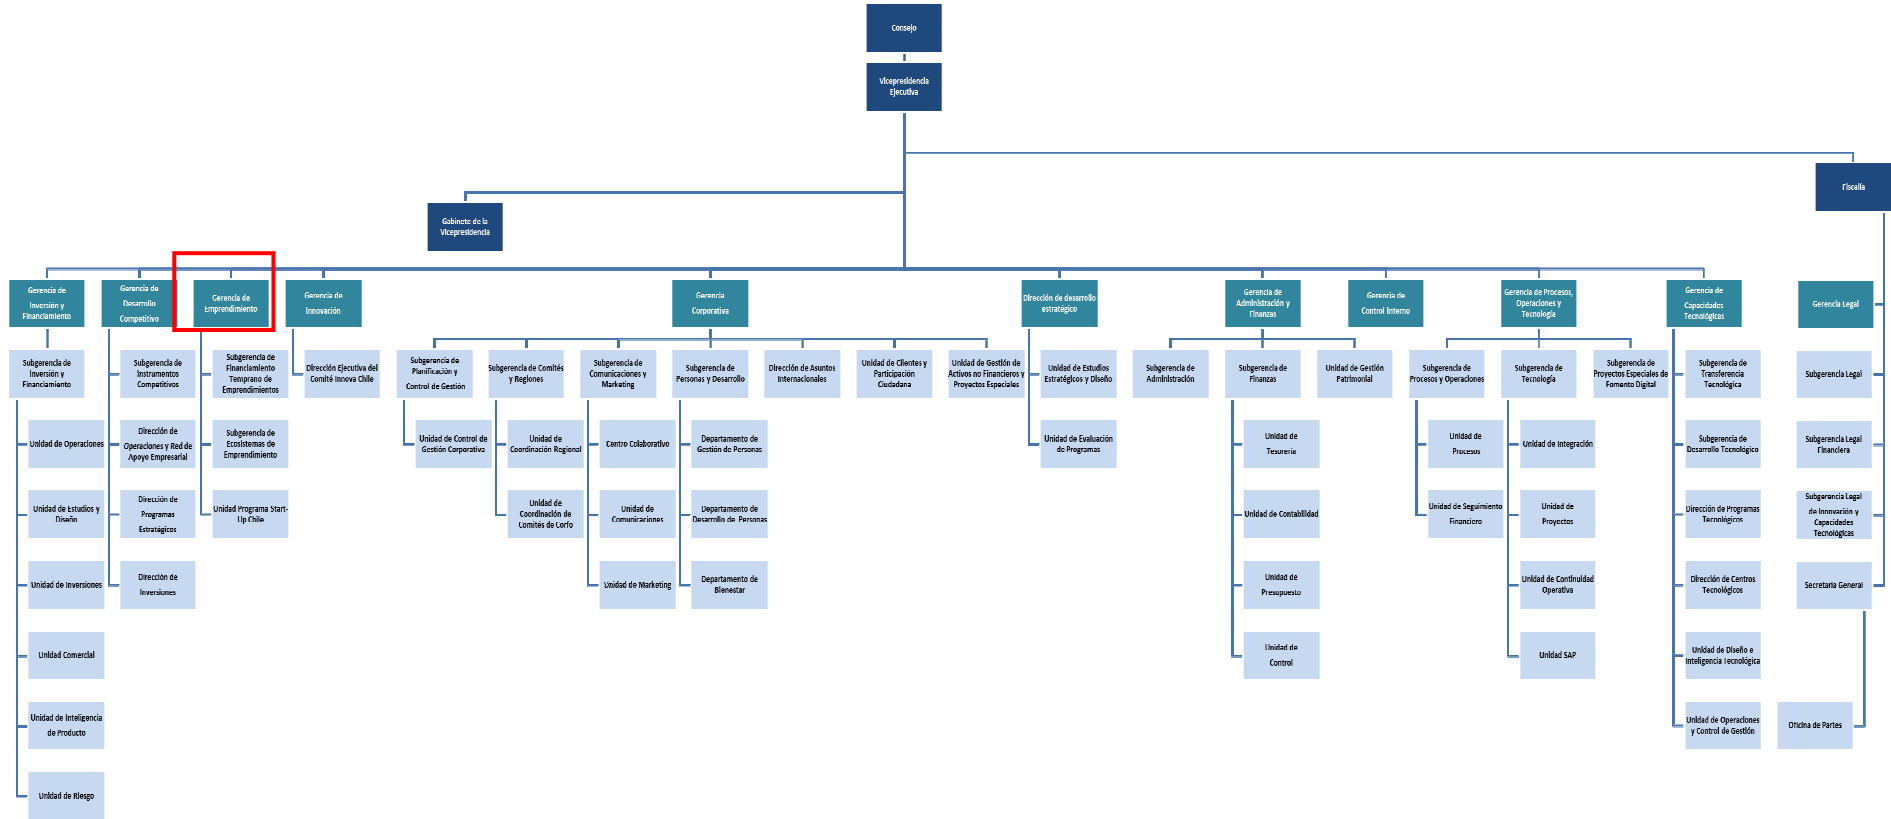 Consejo
Vicepresidencia
Ejecutiva
Fiscalía
Gabinete de la
Vicepresidencia
Gerencia de
Inversión y
Financiamiento
Gerencia de
Desarrollo
Competitivo
Gerencia de
Emprendimiento
Gerencia de
Innovación
Gerencia
Corporativa
Dirección de desarrollo
estratégico
Gerencia de
Administración y
Finanzas
Gerencia de
Control Interno
Gerencia de Procesos,
Operaciones y
Tecnología
Gerencia de
Capacidades
Tecnológicas
Gerencia Legal
Subgerencia de
Inversión y
Financiamiento
Subgerencia de
Instrumentos
Competitivos
Subgerencia de
Financiamiento
Temprano de
Emprendimientos
Dirección Ejecutiva del
Comité Innova Chile
Subgerencia de
Planificación y
Control de Gestión
Subgerencia de Comités
y Regiones
Subgerencia de
Comunicaciones y
Marketing
Subgerencia de
Personas y Desarrollo
Dirección de Asuntos
Internacionales
Unidad de Clientes y
Participación
Ciudadana
Unidad de Gestión de
Activos no Financieros y
Proyectos Especiales
Unidad de Estudios
Estratégicos y Diseño
Subgerencia de
Administración
Subgerencia de
Finanzas
Unidad de Gestión
Patrimonial
Subgerencia de
Procesos y Operaciones
Subgerencia de
Tecnología
Subgerencia de
Proyectos Especiales de
Fomento Digital
Subgerencia de
Transferencia
Tecnológica
Subgerencia Legal
Unidad de Operaciones
Dirección de
Operaciones y Red de
Apoyo Empresarial
Subgerencia de
Ecosistemas de
Emprendimiento
Unidad de Control de
Gestión Corporativa
Unidad de
Coordinación Regional
Centro Colaborativo
Departamento de
Gestión de Personas
Unidad de Evaluación
de Programas
Unidad de
Tesorería
Unidad de
Procesos
Unidad de Integración
Subgerencia de
Desarrollo Tecnológico
Subgerencia Legal
Financiera
Unidad de Estudios y
Diseño
Dirección de
Programas
Estratégicos
Unidad Programa Start-
Up Chile
Unidad de
Coordinación de
Comités de Corfo
Unidad de
Comunicaciones
Departamento de
Desarrollo de Personas
Unidad de Contabilidad
Unidad de Seguimiento
Financiero
Unidad de
Proyectos
Dirección de Programas
Tecnológicos
Subgerencia Legal
de Innovación y
Capacidades
Tecnológicas
Unidad de Inversiones
Dirección de
Inversiones
Unidad de Marketing
Departamento de
Bienestar
Unidad de
Presupuesto
Unidad de Continuidad
Operativa
Dirección de Centros
Tecnológicos
Secretaria General
Unidad Comercial
Unidad de
Control
Unidad SAP
Unidad de Diseño e
Inteligencia Tecnológica
Unidad de Inteligencia
de Producto
Unidad de Operaciones
y Control de Gestión
Oficina de Partes
Unidad de Riesgo